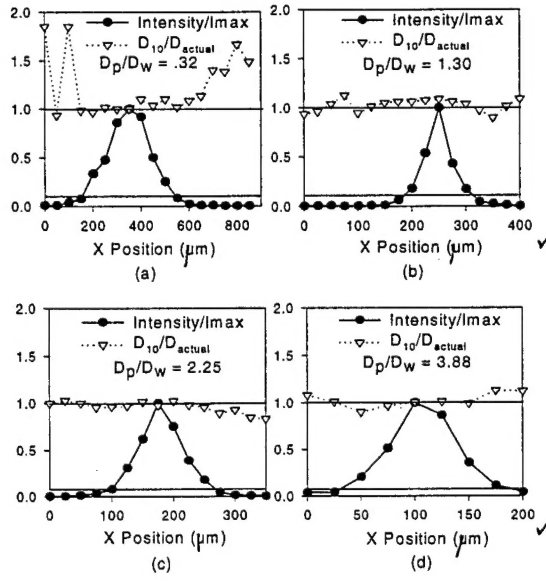 2.0
1.5
1.0
0.5
0.0
Intensity/Imax
D10/Dactual
Dp/Dw = .32
0 200 400 600 800
X Position (μm)
(a)
2.0
1.5
1.0
0.5
0.0
Intensity/Imax
D10/Dactual
Dp/Dw = 1.30
0 100 200 300 400
X Position (μm)
(b)
2.0
1.5
1.0
0.5
0.0
Intensity/Imax
D10/Dactual
Dp/Dw = 2.25
0 100 200 300
X Position (μm)
(c)
2.0
1.5
1.0
0.5
0.0
Intensity/Imax
D10/Dactual
Dp/Dw = 3.88
0 50 100 150 200
X Position (μm)
(d)